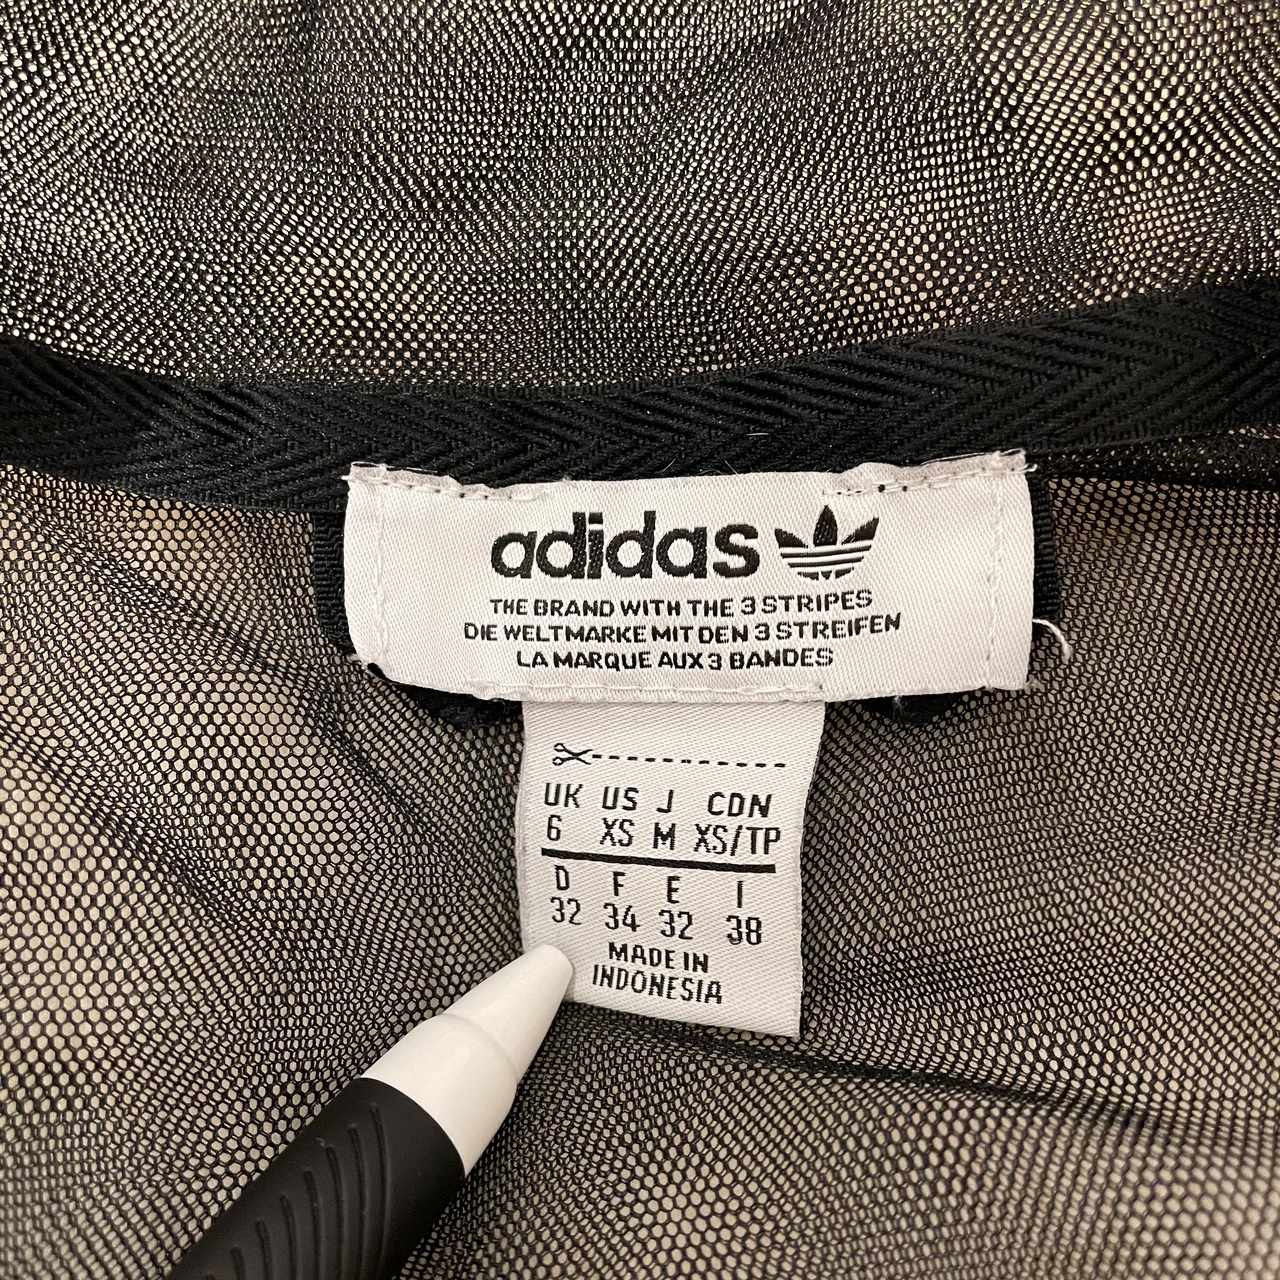 adidas
THE BRAND WITH THE 3 STRIPES
DIE WELTMARKE MIT DEN 3 STREIFEN
LA MARQUE AUX 3 BANDES
UK US J CDN
6 XS M XS/TP
D F E I
32 34 32 38
MADE IN
INDONESIA